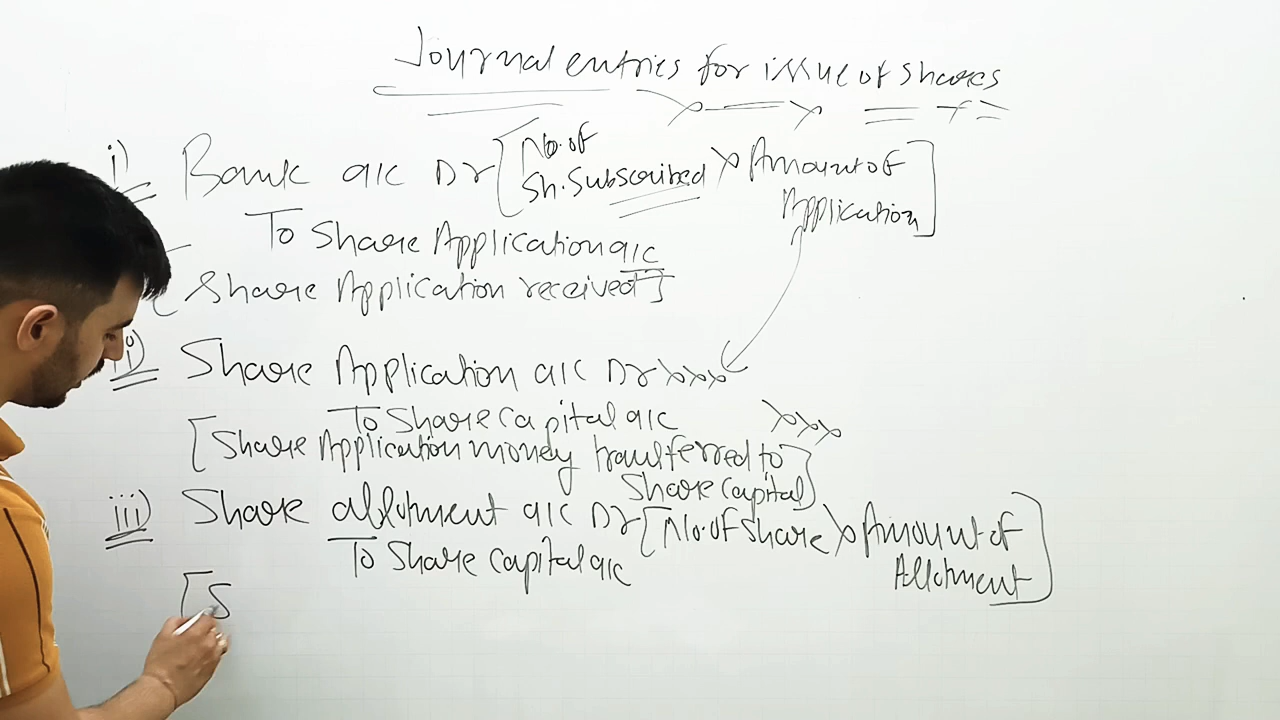 Journal entries for issue of shares
i) Bank a/c Dr [No. of Sh. Subscribed × Amount of Application]
To Share Application a/c
[Share Application received]
ii) Share Application a/c Dr xxx
To Share capital a/c xxx
[Share Application money transferred to
Share capital]
iii) Share allotment a/c Dr [No. of Share × Amount of Allotment]
To Share capital a/c
[S